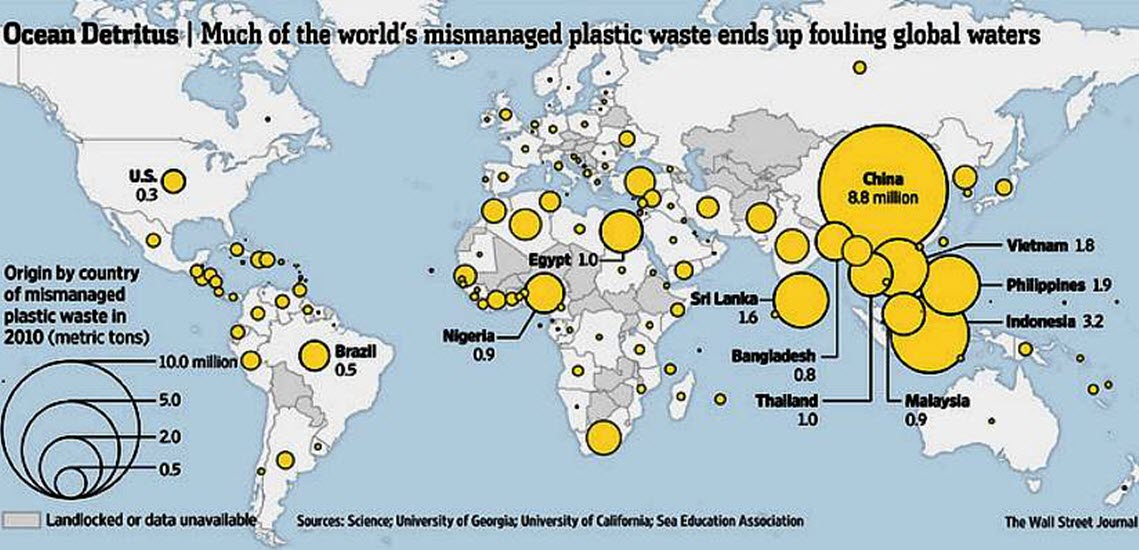 Ocean Detritus | Much of the world's mismanaged plastic waste ends up fouling global waters
U.S.
0.3
China
8.8 million
Egypt 1.0
Vietnam 1.8
Philippines 1.9
Indonesia 3.2
Sri Lanka
1.6
Nigeria
0.9
Bangladesh
0.8
Thailand
1.0
Malaysia
0.9
Brazil
0.5
Origin by country
of mismanaged
plastic waste in
2010 (metric tons)
10.0 million
5.0
2.0
0.5
Landlocked or data unavailable
Sources: Science; University of Georgia; University of California; Sea Education Association
The Wall Street Journal